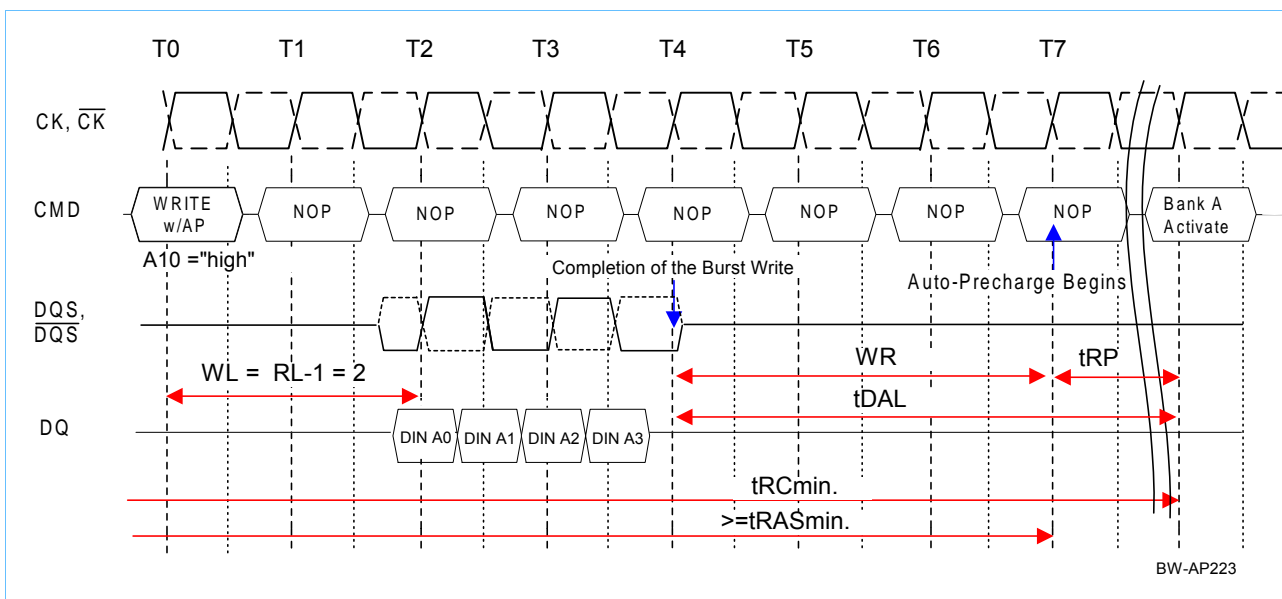 T0 T1 T2 T3 T4 T5 T6 T7
CK, CK
CMD
WRITE w/AP
NOP
NOP
NOP
NOP
NOP
NOP
NOP
Bank A Activate
A10 ="high"
Completion of the Burst Write
Auto-Precharge Begins
DQS,
DQS
WL = RL-1 = 2
WR
tRP
tDAL
DQ
DIN A0
DIN A1
DIN A2
DIN A3
tRCmin.
>=tRASmin.
BW-AP223